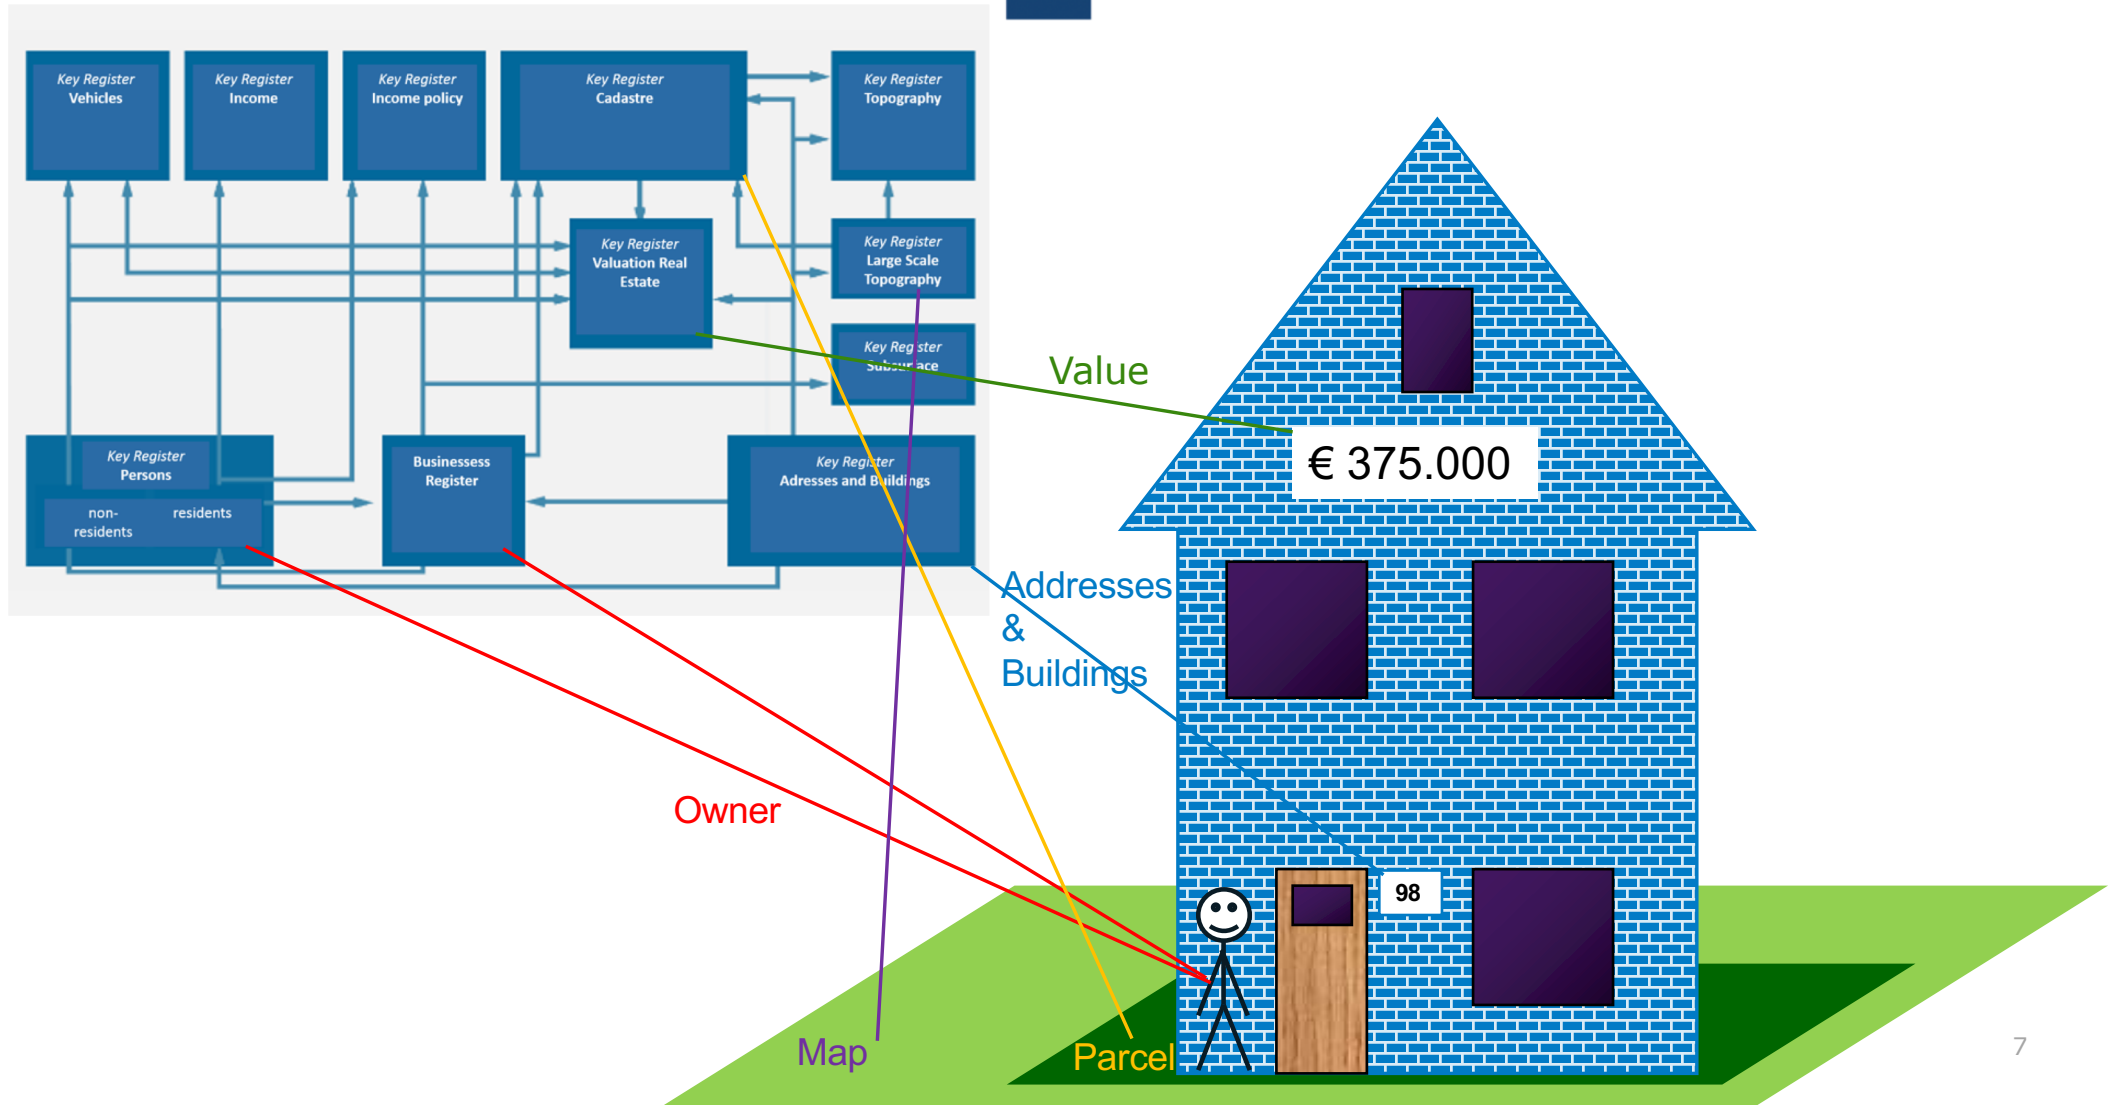 Key Register
Vehicles
Key Register
Income
Key Register
Income policy
Key Register
Cadastre
Key Register
Topography
Key Register
Valuation Real
Estate
Key Register
Large Scale
Topography
Key Register
Subsurface
Key Register
Persons
non-
residents
residents
Businessess
Register
Key Register
Adresses and Buildings
Value
€ 375.000
Addresses
&
Buildings
Owner
98
Map
Parcel
7